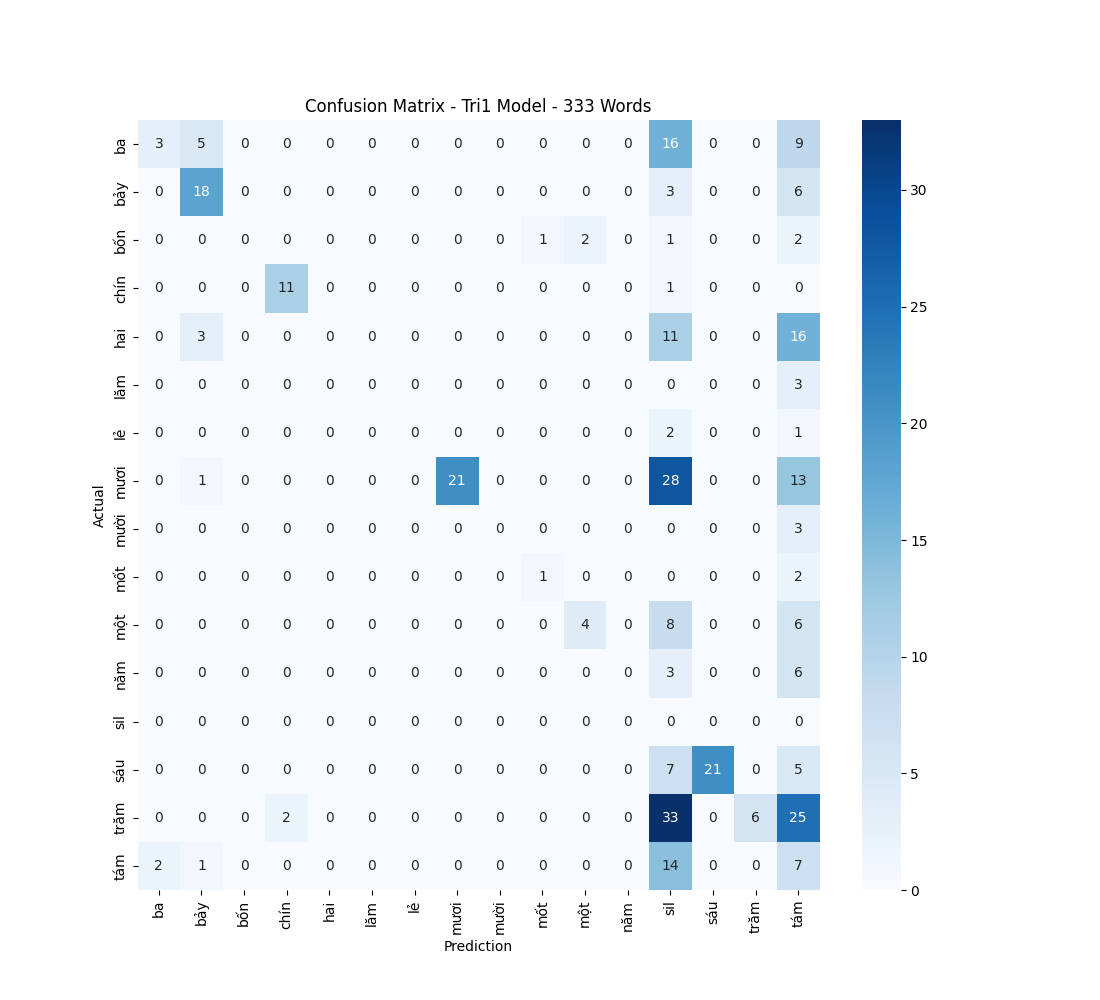 Confusion Matrix - Tri1 Model - 333 Words
ba 3 5 0 0 0 0 0 0 0 0 0 0 16 0 0 9
bảy 0 18 0 0 0 0 0 0 0 0 0 0 3 0 0 6
bốn 0 0 0 0 0 0 0 0 0 1 2 0 1 0 0 2
chín 0 0 0 11 0 0 0 0 0 0 0 0 1 0 0 0
hai 0 3 0 0 0 0 0 0 0 0 0 0 11 0 0 16
lăm 0 0 0 0 0 0 0 0 0 0 0 0 0 0 0 3
lẻ 0 0 0 0 0 0 0 0 0 0 0 0 2 0 0 1
mươi 0 1 0 0 0 0 0 21 0 0 0 0 28 0 0 13
mười 0 0 0 0 0 0 0 0 0 0 0 0 0 0 0 3
mốt 0 0 0 0 0 0 0 0 0 1 0 0 0 0 0 2
một 0 0 0 0 0 0 0 0 0 0 4 0 8 0 0 6
năm 0 0 0 0 0 0 0 0 0 0 0 0 3 0 0 6
sil 0 0 0 0 0 0 0 0 0 0 0 0 0 0 0 0
sáu 0 0 0 0 0 0 0 0 0 0 0 0 7 21 0 5
trăm 0 0 0 2 0 0 0 0 0 0 0 0 33 0 6 25
tám 2 1 0 0 0 0 0 0 0 0 0 0 14 0 0 7
ba bảy bốn chín hai lăm lẻ mươi mười mốt một năm sil sáu trăm tám
Prediction
Actual
30
25
20
15
10
5
0